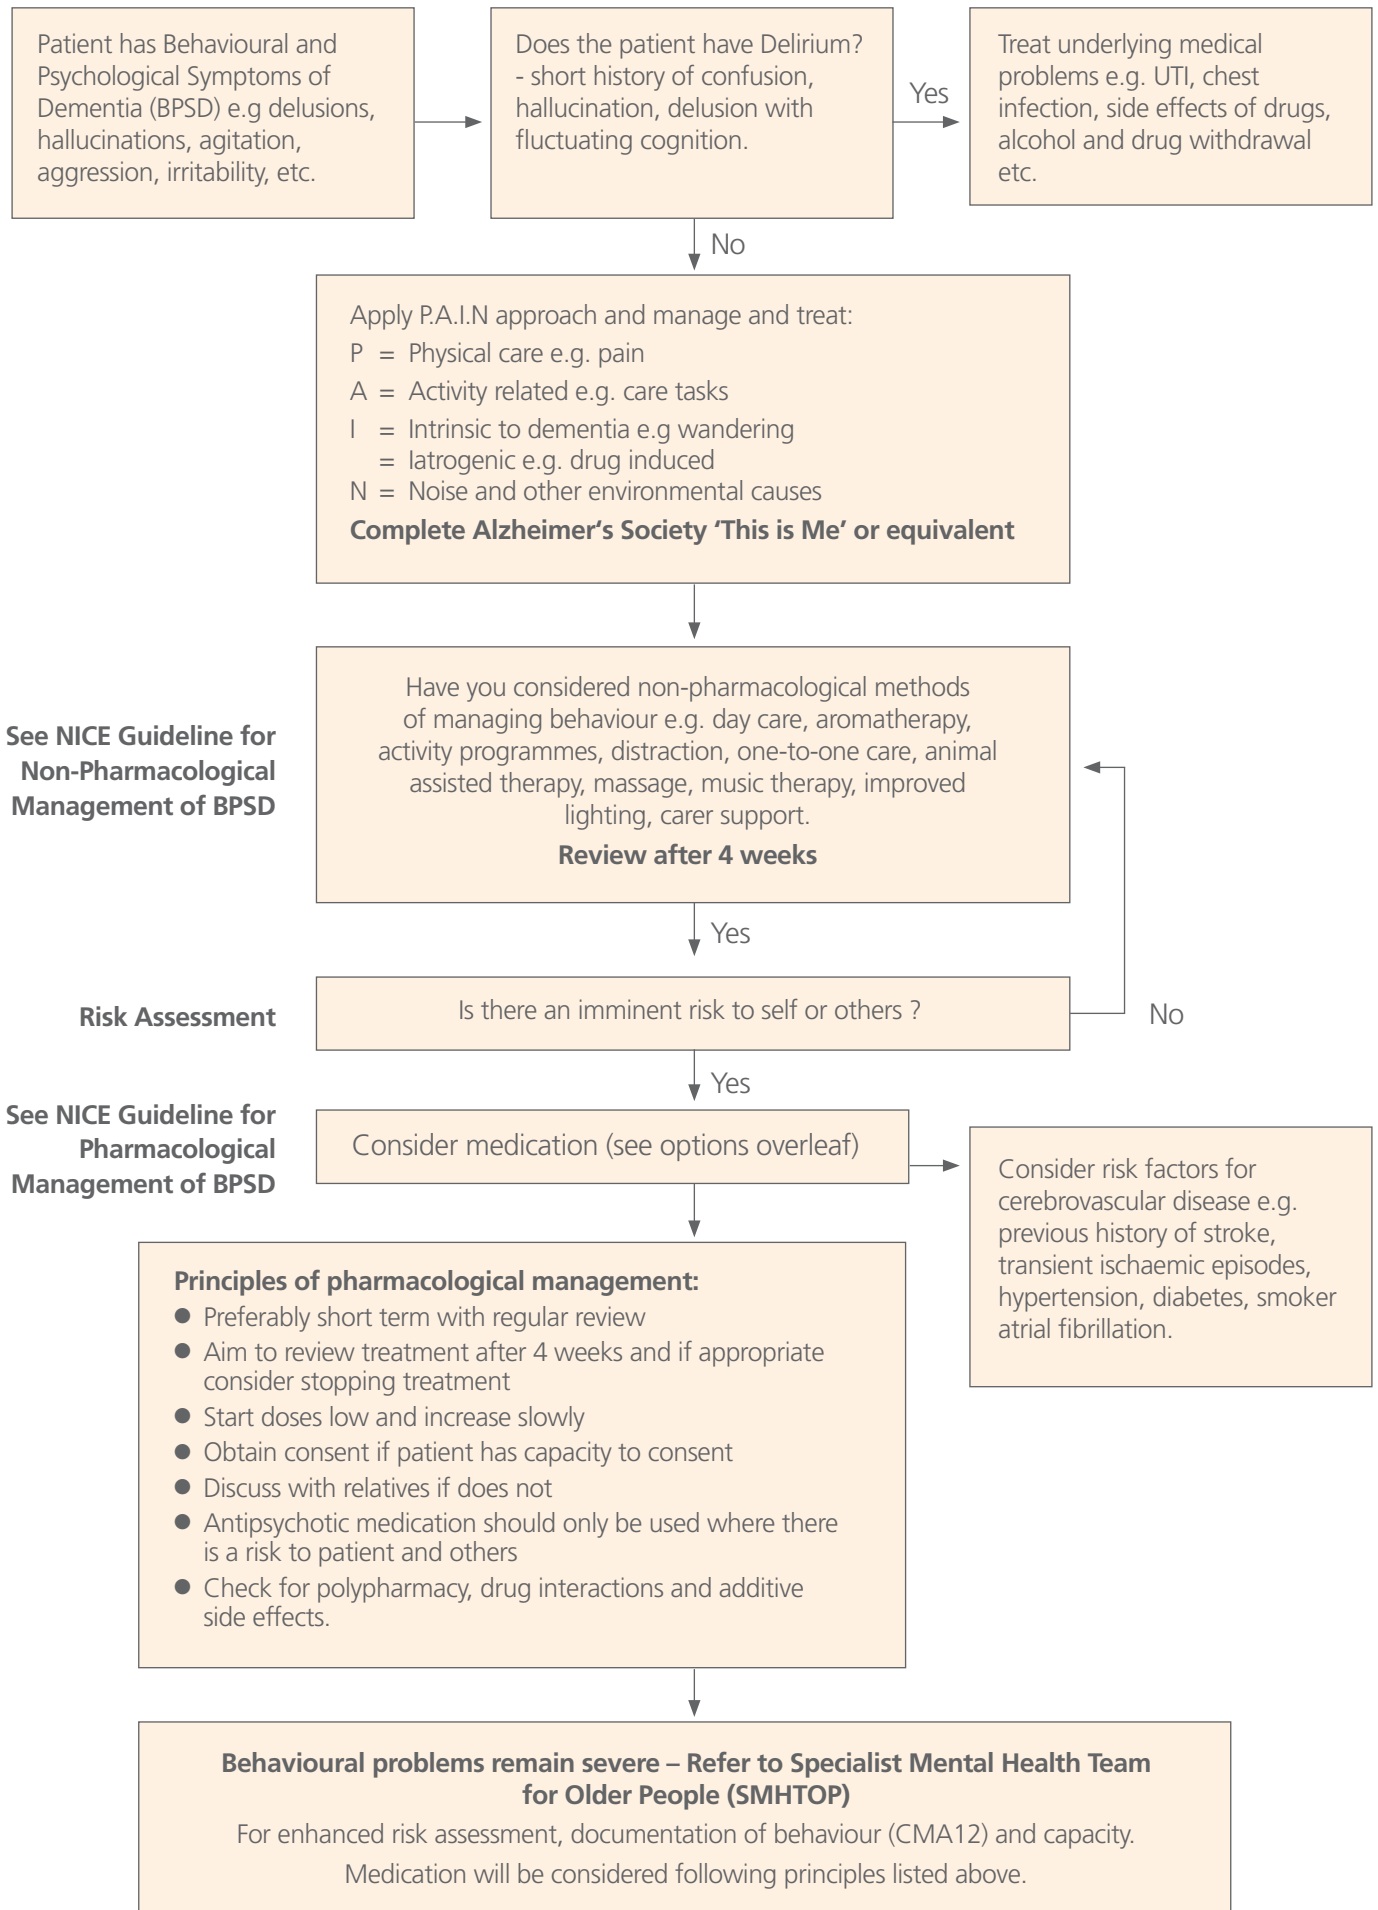 Patient has Behavioural and
Psychological Symptoms of
Dementia (BPSD) e.g delusions,
hallucinations, agitation,
aggression, irritability, etc.
Does the patient have Delirium?
- short history of confusion,
hallucination, delusion with
fluctuating cognition.
Yes
Treat underlying medical
problems e.g. UTI, chest
infection, side effects of drugs,
alcohol and drug withdrawal
etc.
No
Apply P.A.I.N approach and manage and treat:
P = Physical care e.g. pain
A = Activity related e.g. care tasks
I = Intrinsic to dementia e.g wandering
= Iatrogenic e.g. drug induced
N = Noise and other environmental causes
Complete Alzheimer‘s Society ‘This is Me’ or equivalent
See NICE Guideline for
Non-Pharmacological
Management of BPSD
Have you considered non-pharmacological methods
of managing behaviour e.g. day care, aromatherapy,
activity programmes, distraction, one-to-one care, animal
assisted therapy, massage, music therapy, improved
lighting, carer support.
Review after 4 weeks
Yes
Risk Assessment
Is there an imminent risk to self or others ?
No
Yes
See NICE Guideline for
Pharmacological
Management of BPSD
Consider medication (see options overleaf)
Consider risk factors for
cerebrovascular disease e.g.
previous history of stroke,
transient ischaemic episodes,
hypertension, diabetes, smoker
atrial fibrillation.
Principles of pharmacological management:
● Preferably short term with regular review
● Aim to review treatment after 4 weeks and if appropriate
consider stopping treatment
● Start doses low and increase slowly
● Obtain consent if patient has capacity to consent
● Discuss with relatives if does not
● Antipsychotic medication should only be used where there
is a risk to patient and others
● Check for polypharmacy, drug interactions and additive
side effects.
Behavioural problems remain severe – Refer to Specialist Mental Health Team
for Older People (SMHTOP)
For enhanced risk assessment, documentation of behaviour (CMA12) and capacity.
Medication will be considered following principles listed above.